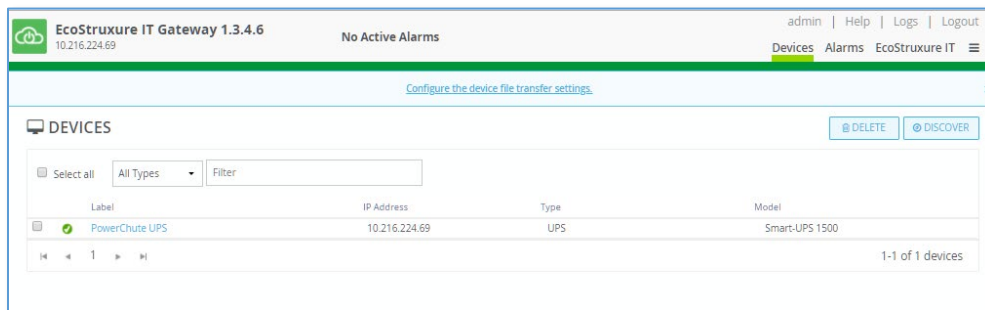 EcoStruxure IT Gateway 1.3.4.6
10.216.224.69
No Active Alarms
admin | Help | Logs | Logout
Devices Alarms EcoStruxure IT
Configure the device file transfer settings.
DEVICES
DELETE DISCOVER
Select all All Types Filter
Label IP Address Type Model
PowerChute UPS 10.216.224.69 UPS Smart-UPS 1500
1 1-1 of 1 devices